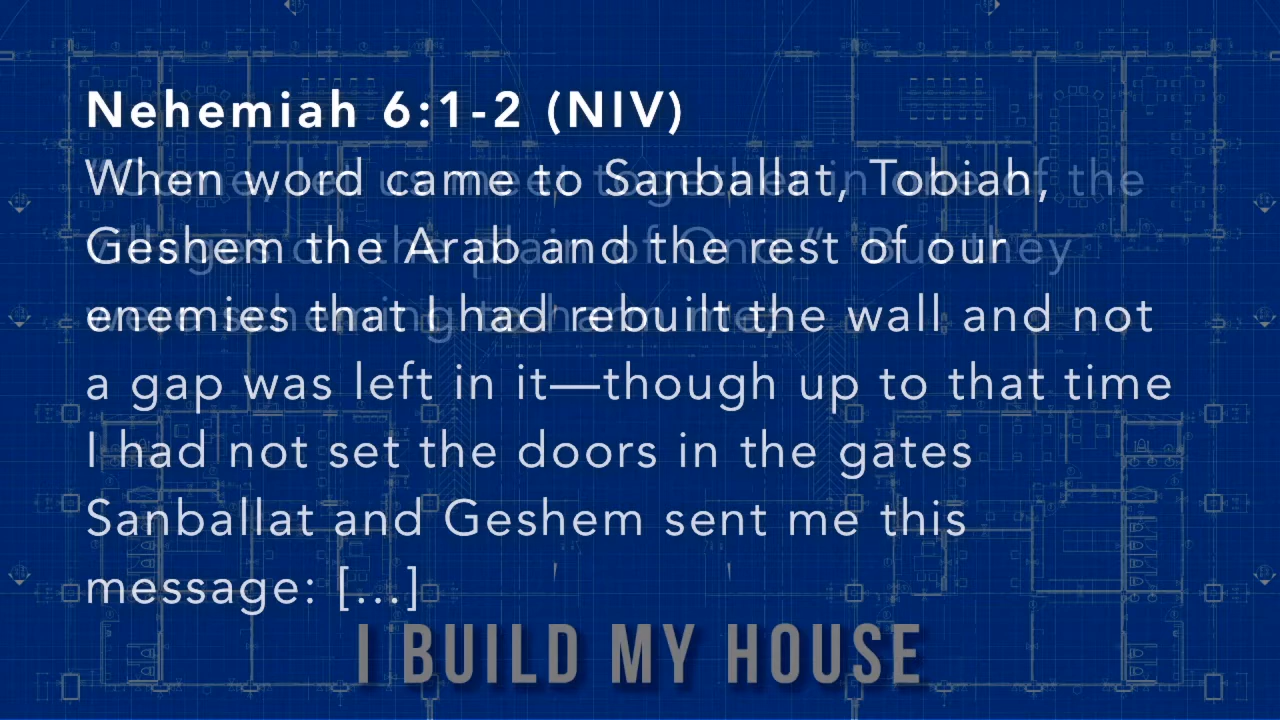 Nehemiah 6:1-2 (NIV)
When word came to Sanballat, Tobiah,
Geshem the Arab and the rest of our
enemies that I had rebuilt the wall and not
a gap was left in it—though up to that time
I had not set the doors in the gates
Sanballat and Geshem sent me this
message: [...]
I BUILD MY HOUSE